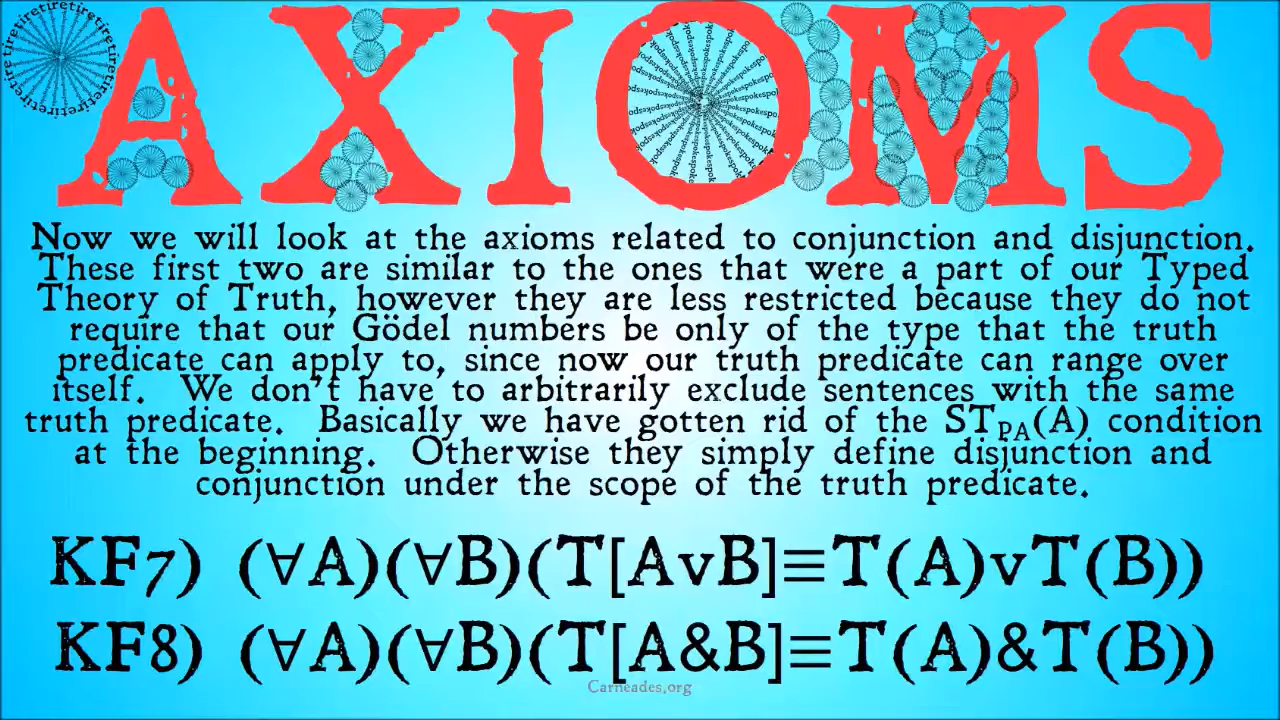 tiretiretiretiretiretiretiretiretiretiretiretire
AXIOMS
spokespokespokespoke
Now we will look at the axioms related to conjunction and disjunction.
These first two are similar to the ones that were a part of our Typed
Theory of Truth, however they are less restricted because they do not
require that our Gödel numbers be only of the type that the truth
predicate can apply to, since now our truth predicate can range over
itself. We don't have to arbitrarily exclude sentences with the same
truth predicate. Basically we have gotten rid of the STPA(A) condition
at the beginning. Otherwise they simply define disjunction and
conjunction under the scope of the truth predicate.
KF7) (∀A)(∀B)(T[AvB]≡T(A)vT(B))
KF8) (∀A)(∀B)(T[A&B]≡T(A)&T(B))
Carneades.org